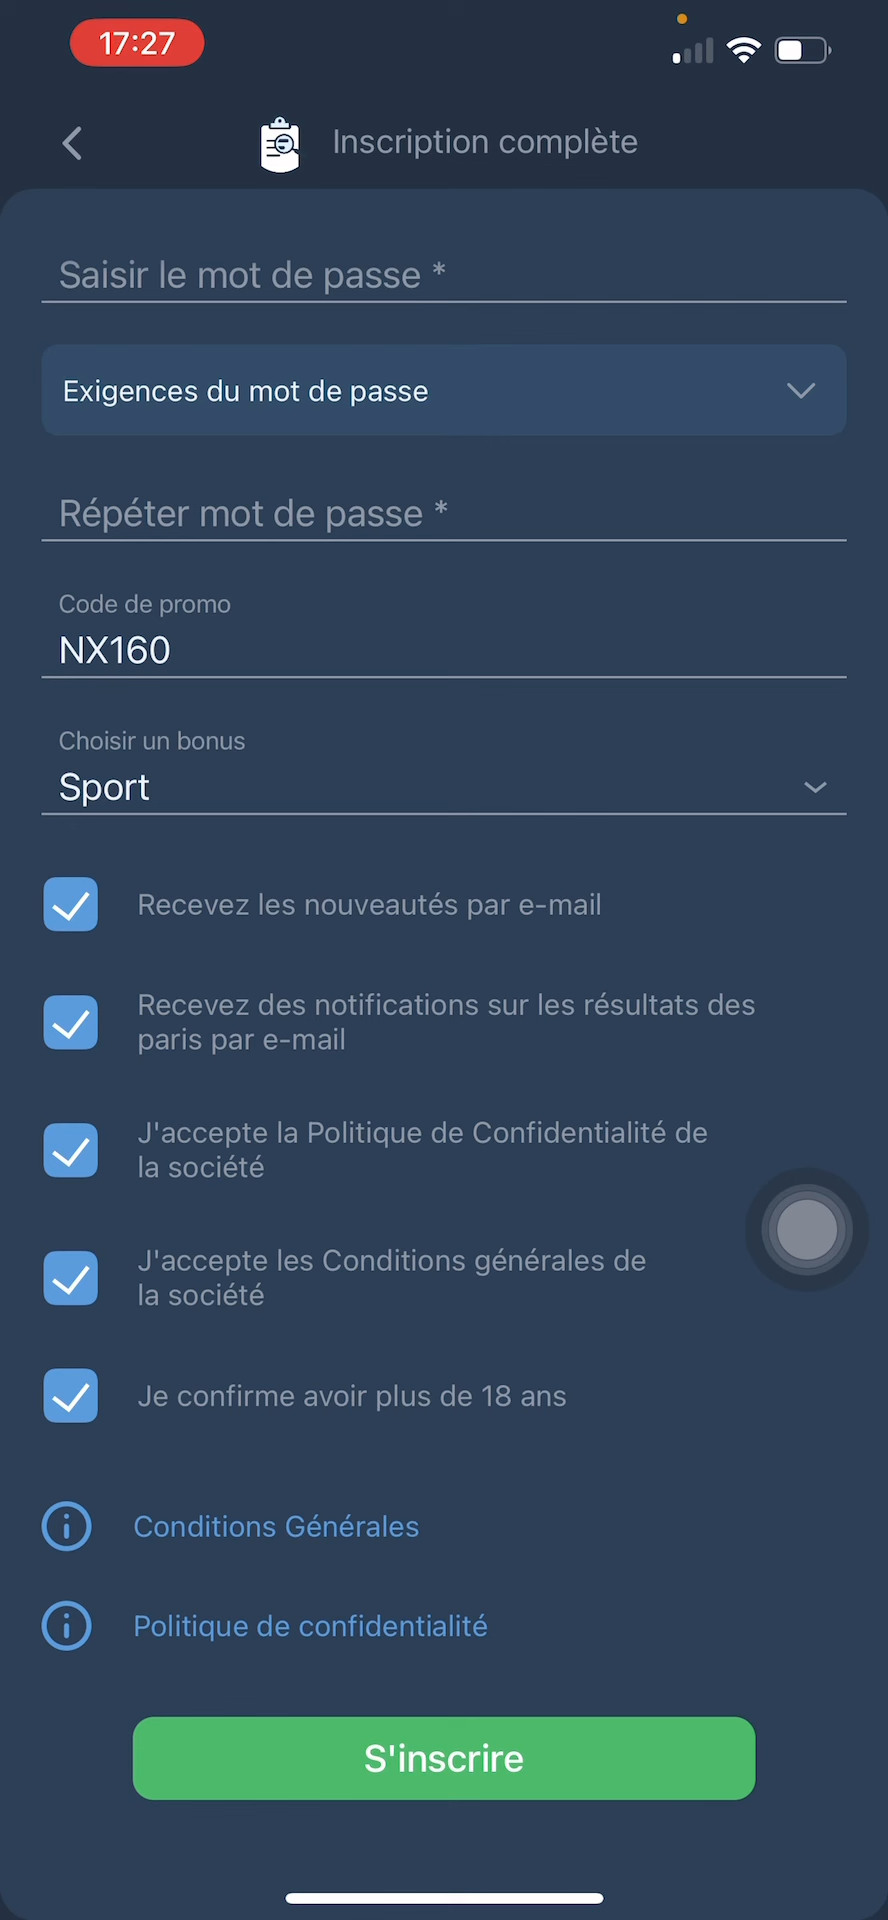 17:27
Inscription complète
Saisir le mot de passe *
Exigences du mot de passe
Répéter mot de passe *
Code de promo
NX160
Choisir un bonus
Sport
Recevez les nouveautés par e-mail
Recevez des notifications sur les résultats des
paris par e-mail
J'accepte la Politique de Confidentialité de
la société
J'accepte les Conditions générales de
la société
Je confirme avoir plus de 18 ans
Conditions Générales
Politique de confidentialité
S'inscrire